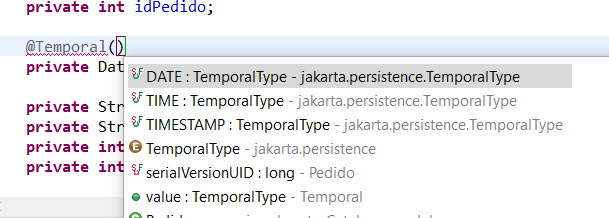 private int idPedido;
@Temporal()
private Dat
private Str
private Str
private int
private int
DATE : TemporalType - jakarta.persistence.TemporalType
TIME : TemporalType - jakarta.persistence.TemporalType
TIMESTAMP : TemporalType - jakarta.persistence.TemporalType
TemporalType - jakarta.persistence
serialVersionUID : long - Pedido
value : TemporalType - Temporal